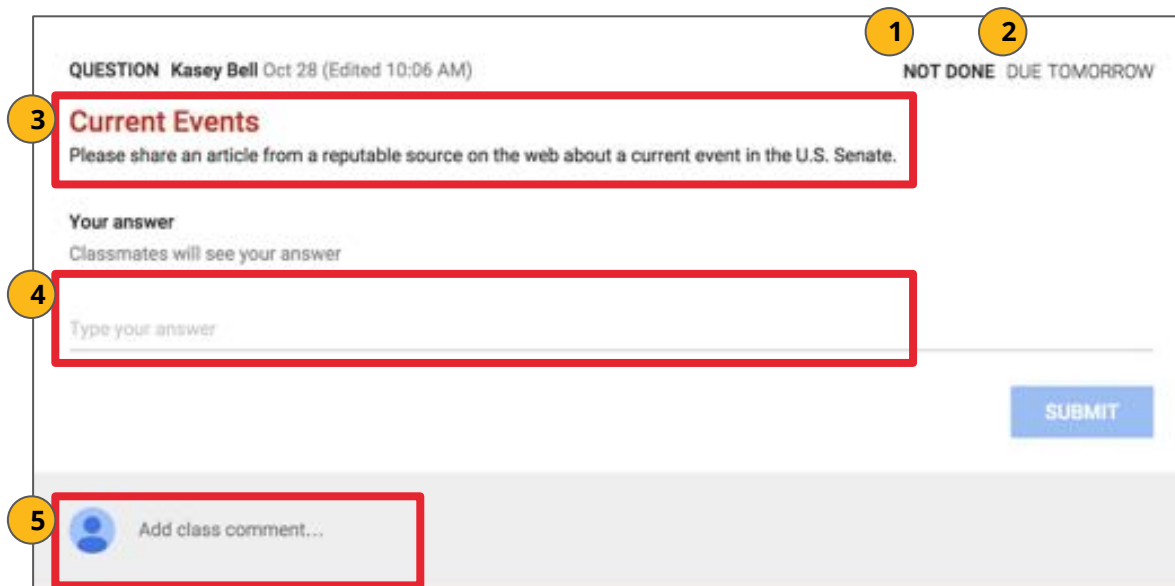 1 2
QUESTION Kasey Bell Oct 28 (Edited 10:06 AM) NOT DONE DUE TOMORROW
3 Current Events
Please share an article from a reputable source on the web about a current event in the U.S. Senate.
Your answer
Classmates will see your answer
4
Type your answer
SUBMIT
5 Add class comment...